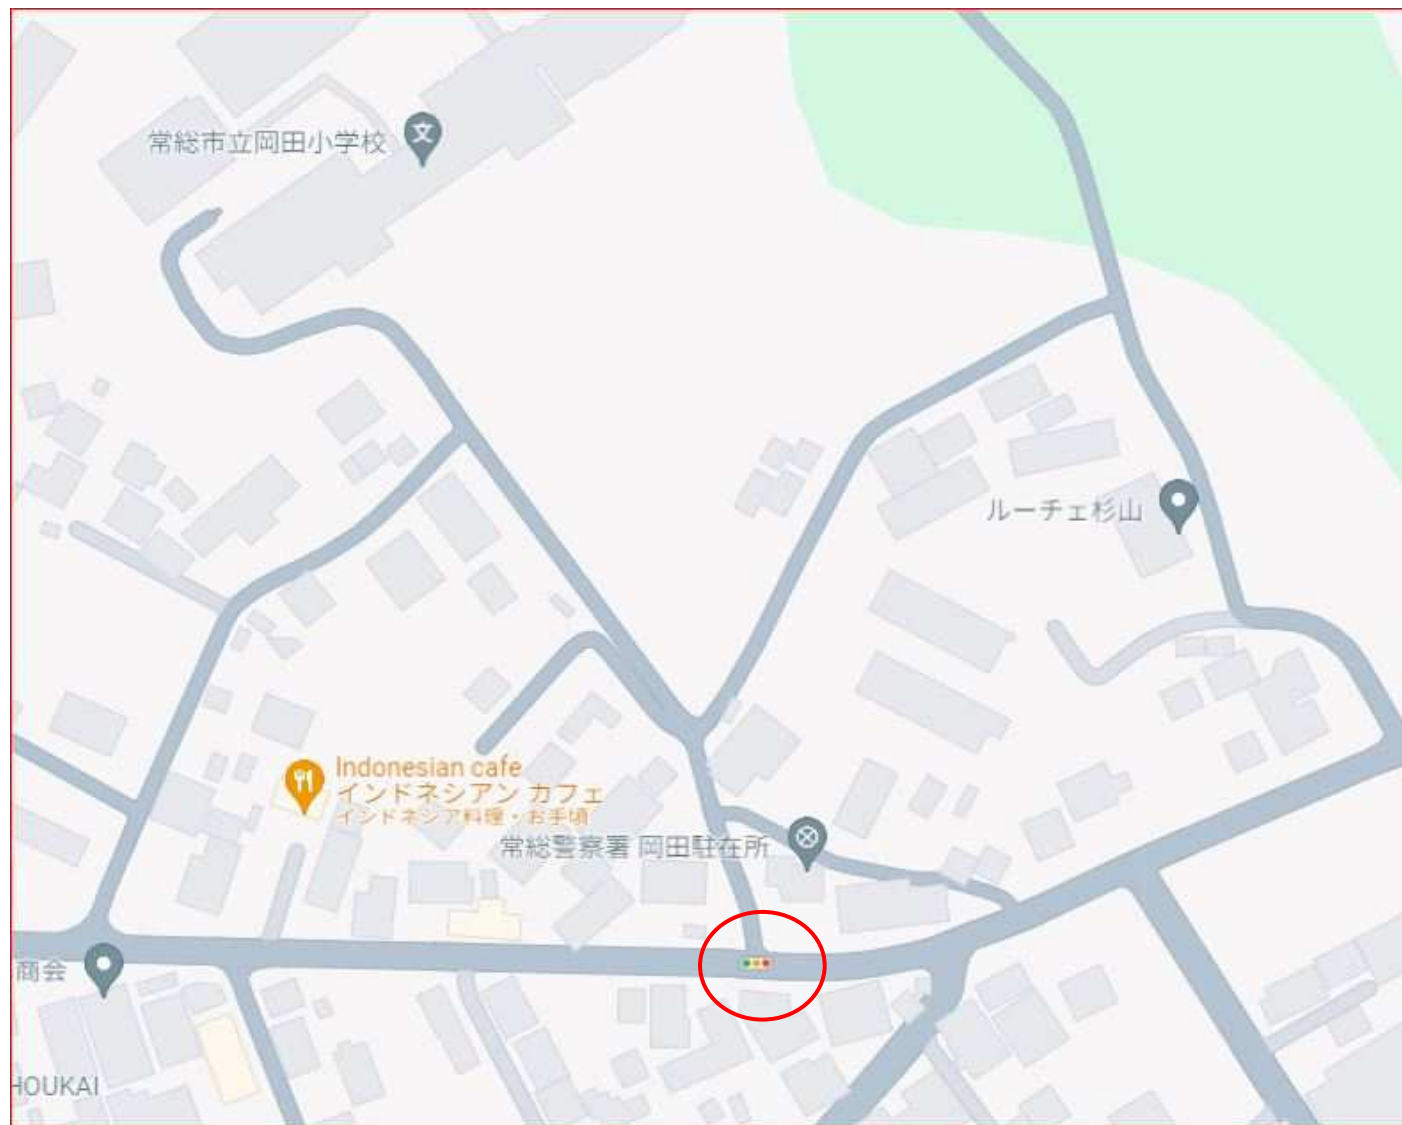 常総市立岡田小学校
文
ルーチェ杉山
Indonesian cafe
インドネシアン カフェ
インドネシア料理・お手頃
常総警察署 岡田駐在所
商会
HOUKAI